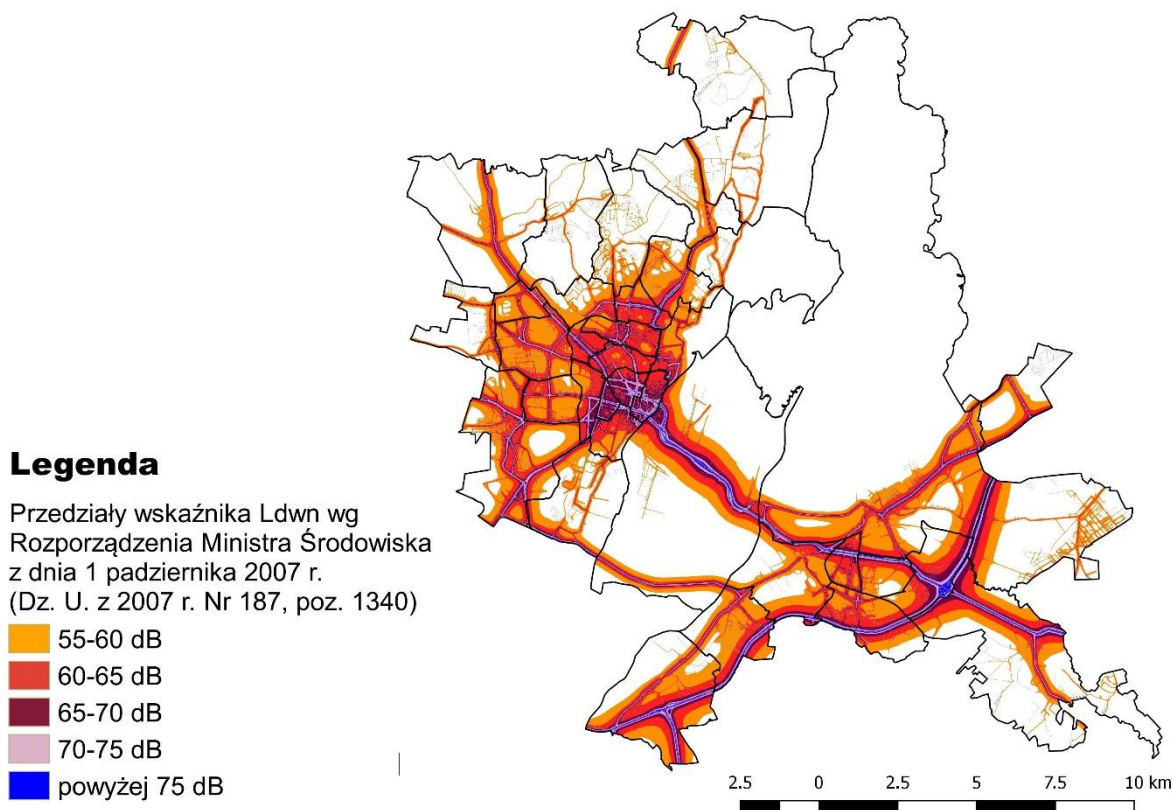 Legenda
Przedziały wskaźnika Ldwn wg
Rozporządzenia Ministra Środowiska
z dnia 1 padziernika 2007 r.
(Dz. U. z 2007 r. Nr 187, poz. 1340)
55-60 dB
60-65 dB
65-70 dB
70-75 dB
powyżej 75 dB
2.5 0 2.5 5 7.5 10 km